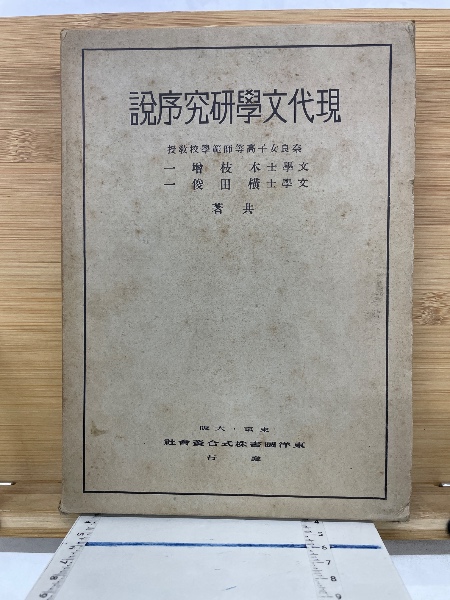 現代文學研究序說
奈良女子高等師範學校教授
文學士 木枝增一
文學士 橫田俊一
共著
東京・大阪
東洋圖書株式合資會社
發行